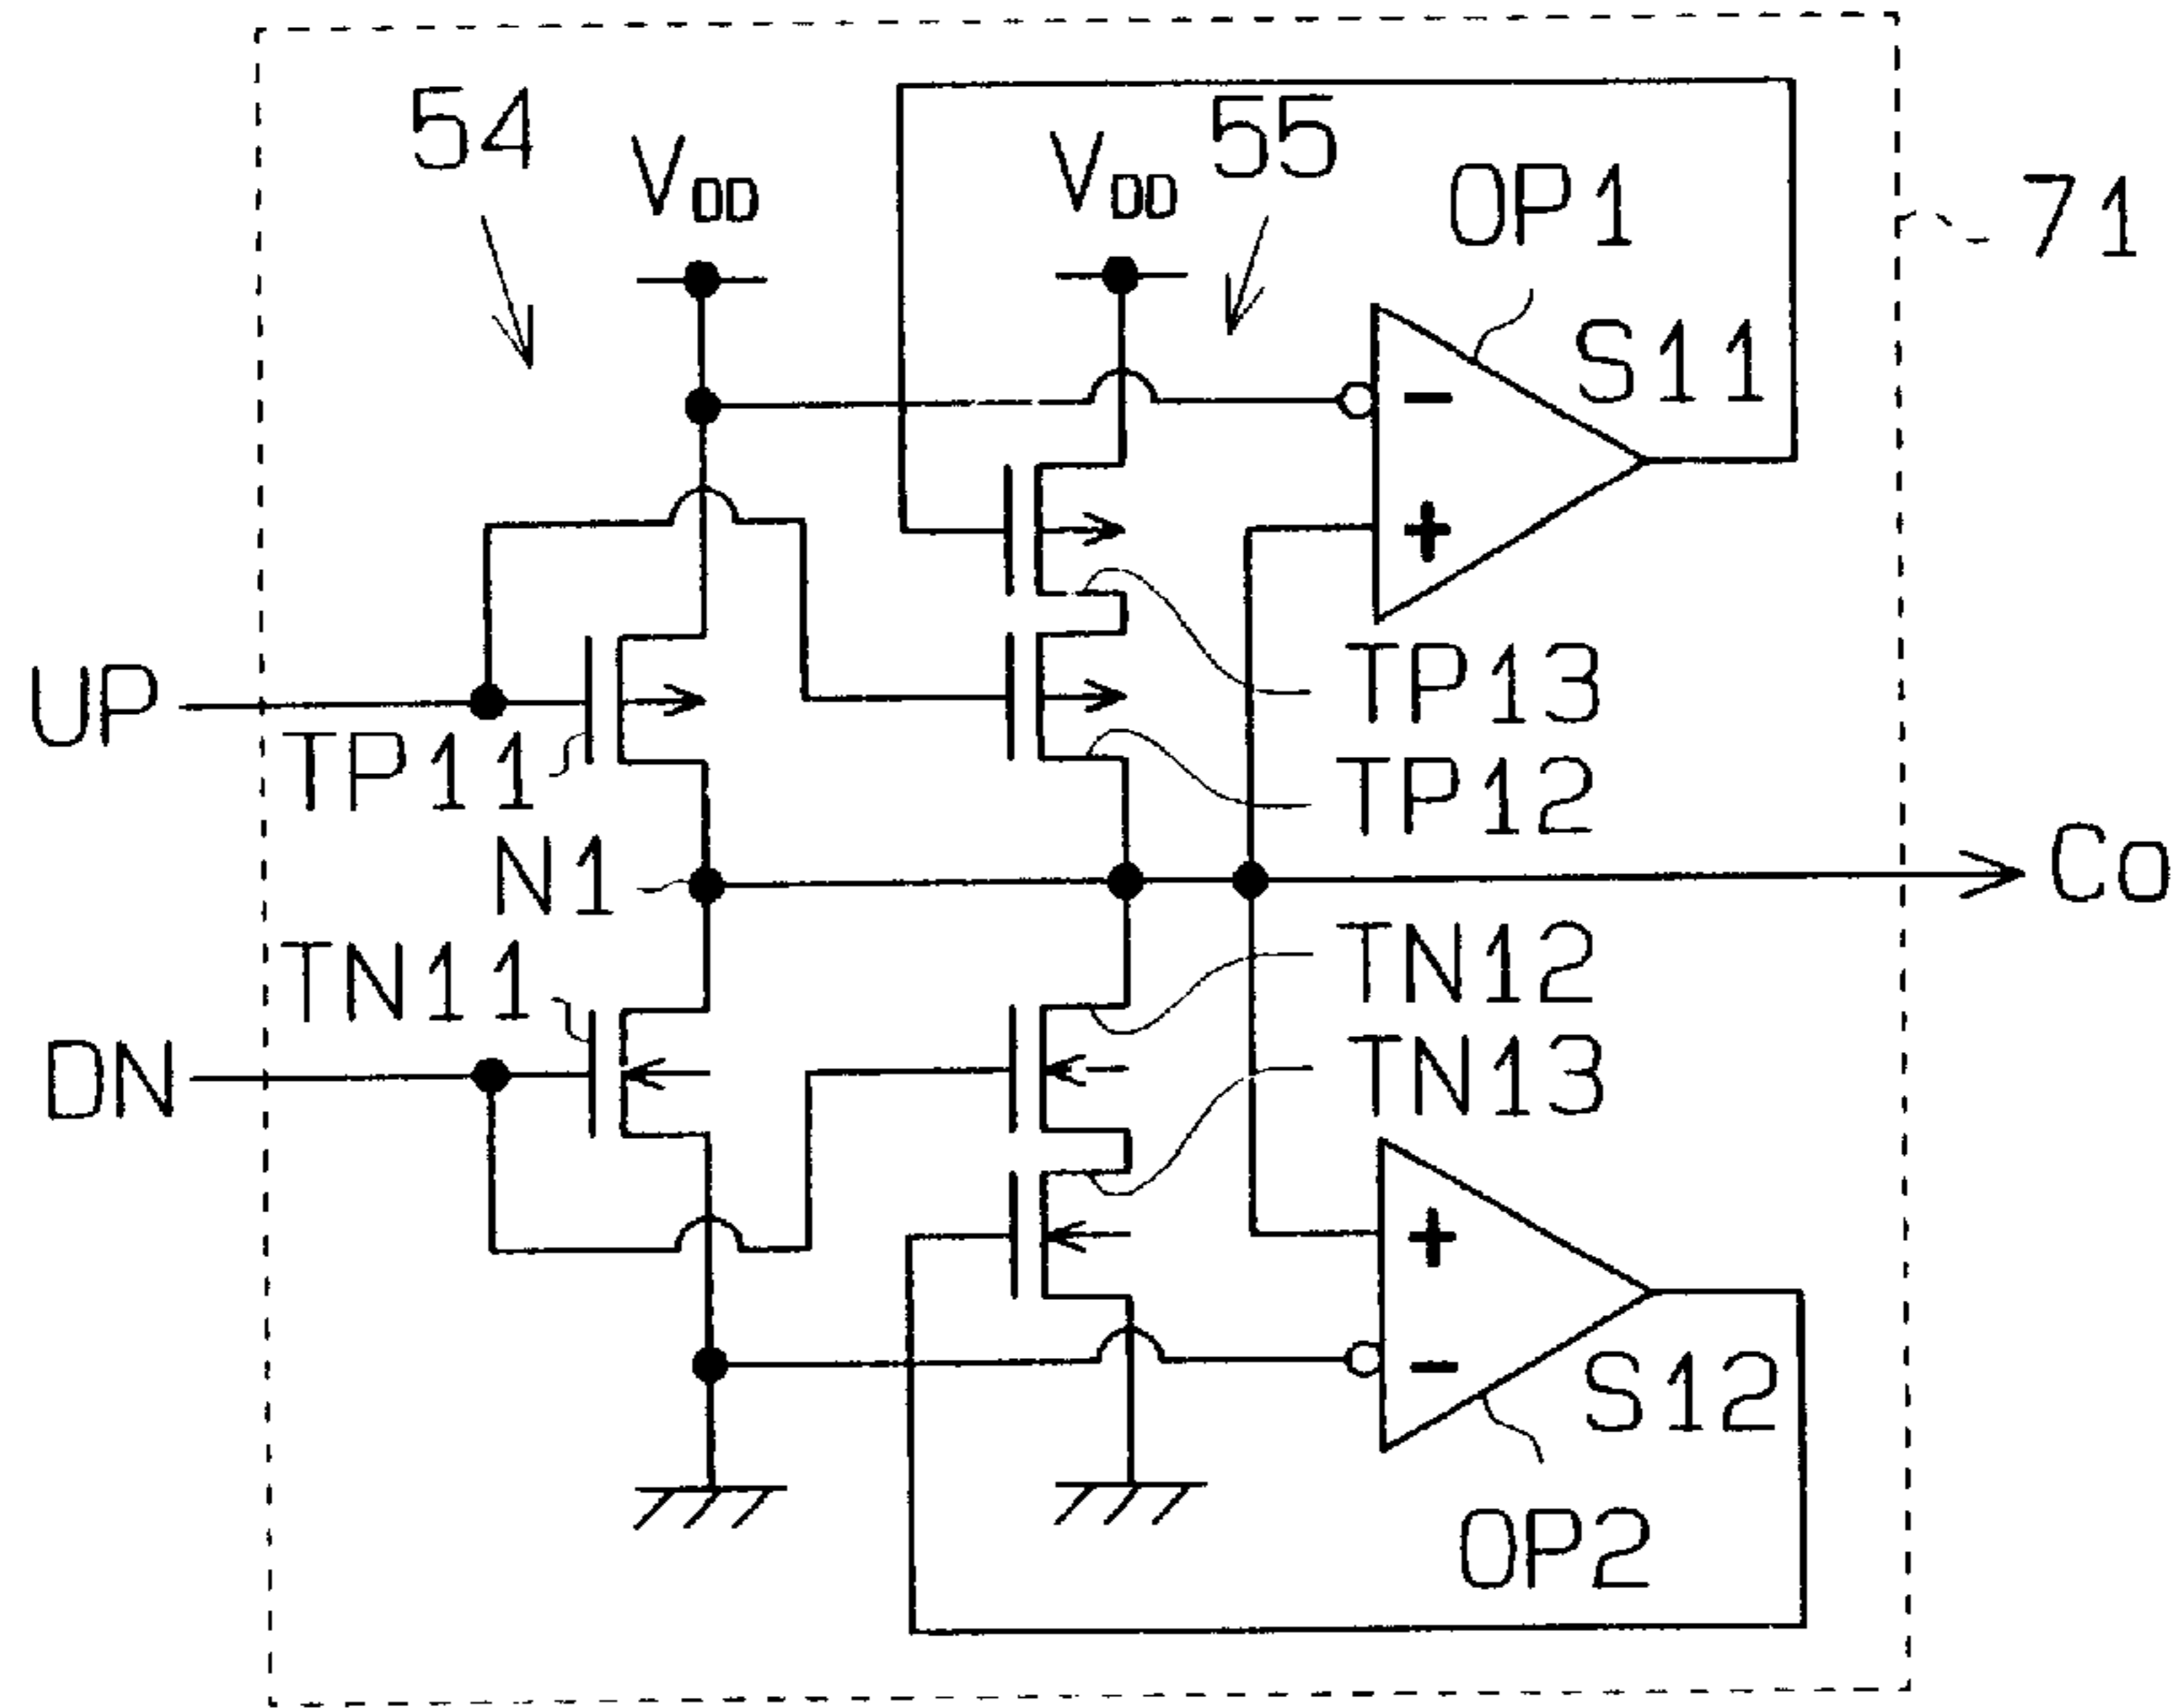 54
VDD
VDD
55
OP1
71
S11
UP
TP11
TP13
TP12
N1
Co
TN11
TN12
DN
TN13
+
-
+
-
S12
OP2